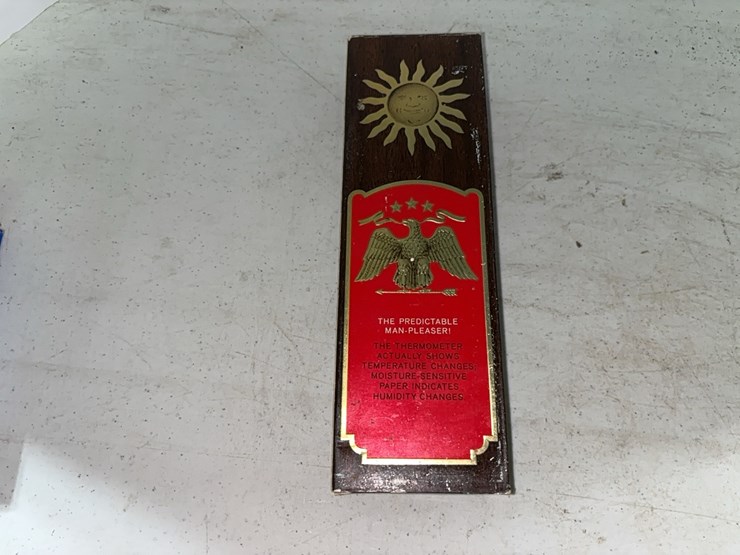 THE PREDICTABLE
MAN-PLEASER!
THE THERMOMETER
ACTUALLY SHOWS
TEMPERATURE CHANGES.
MOISTURE-SENSITIVE
PAPER INDICATES
HUMIDITY CHANGES.